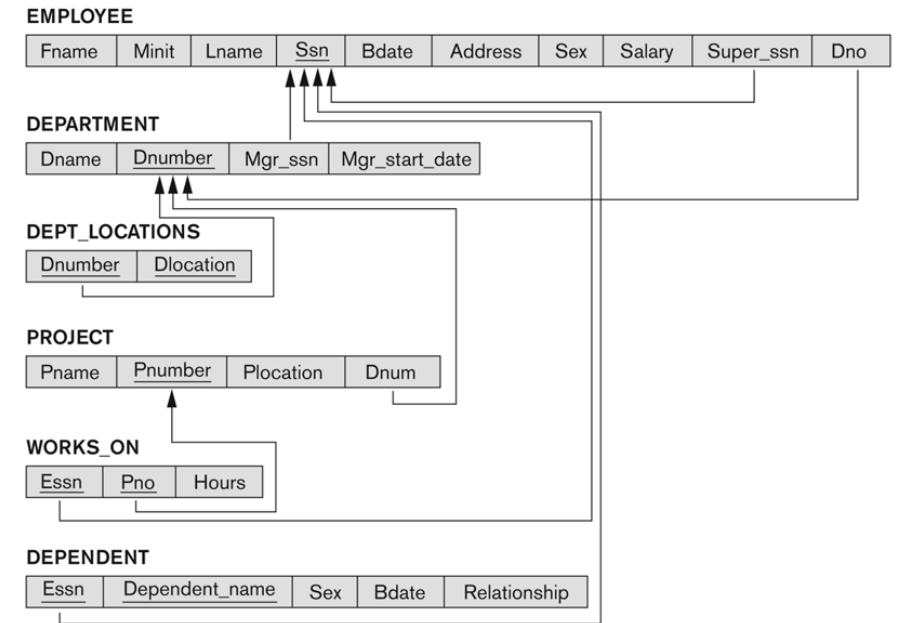 EMPLOYEE
Fname Minit Lname Ssn Bdate Address Sex Salary Super_ssn Dno
DEPARTMENT
Dname Dnumber Mgr_ssn Mgr_start_date
DEPT_LOCATIONS
Dnumber Dlocation
PROJECT
Pname Pnumber Plocation Dnum
WORKS_ON
Essn Pno Hours
DEPENDENT
Essn Dependent_name Sex Bdate Relationship